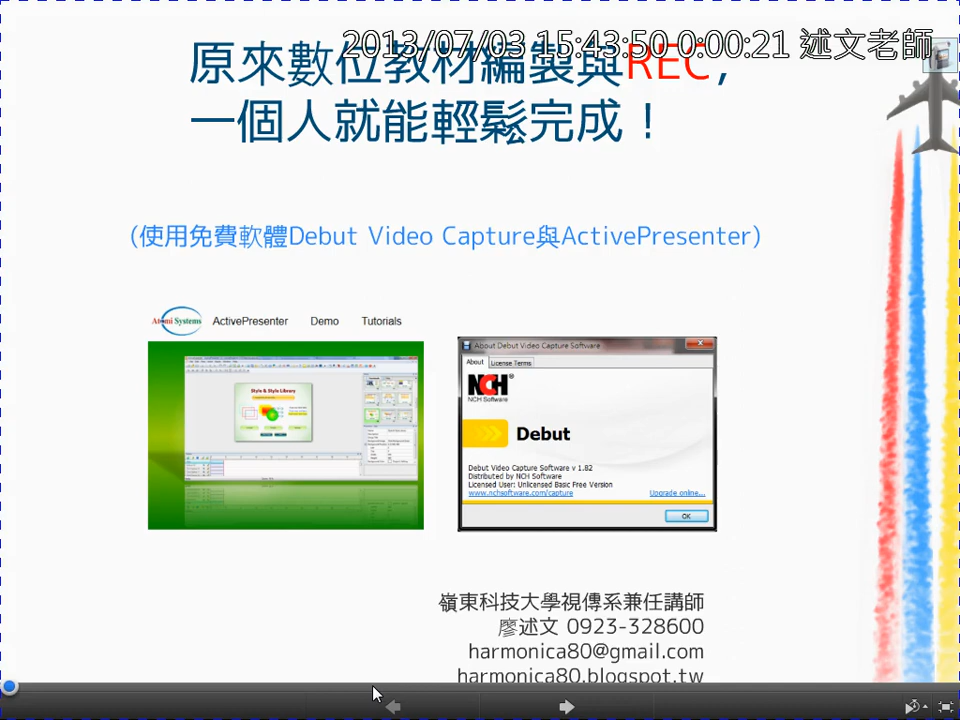 2013/07/03 15:43:50 0:00:21 述文老師
原來數位教材編製與REC,
一個人就能輕鬆完成！
(使用免費軟體Debut Video Capture與ActivePresenter)
Atomi Systems ActivePresenter Demo Tutorials
Style & Style Library
About Debut Video Capture Software
About License Terms
NCH®
NCH Software
Debut
Debut Video Capture Software v 1.82
Distributed by NCH Software
Licensed User: Unlicensed Basic Free Version
www.nchsoftware.com/capture Upgrade online...
OK
嶺東科技大學視傳系兼任講師
廖述文 0923-328600
harmonica80@gmail.com
harmonica80.blogspot.tw